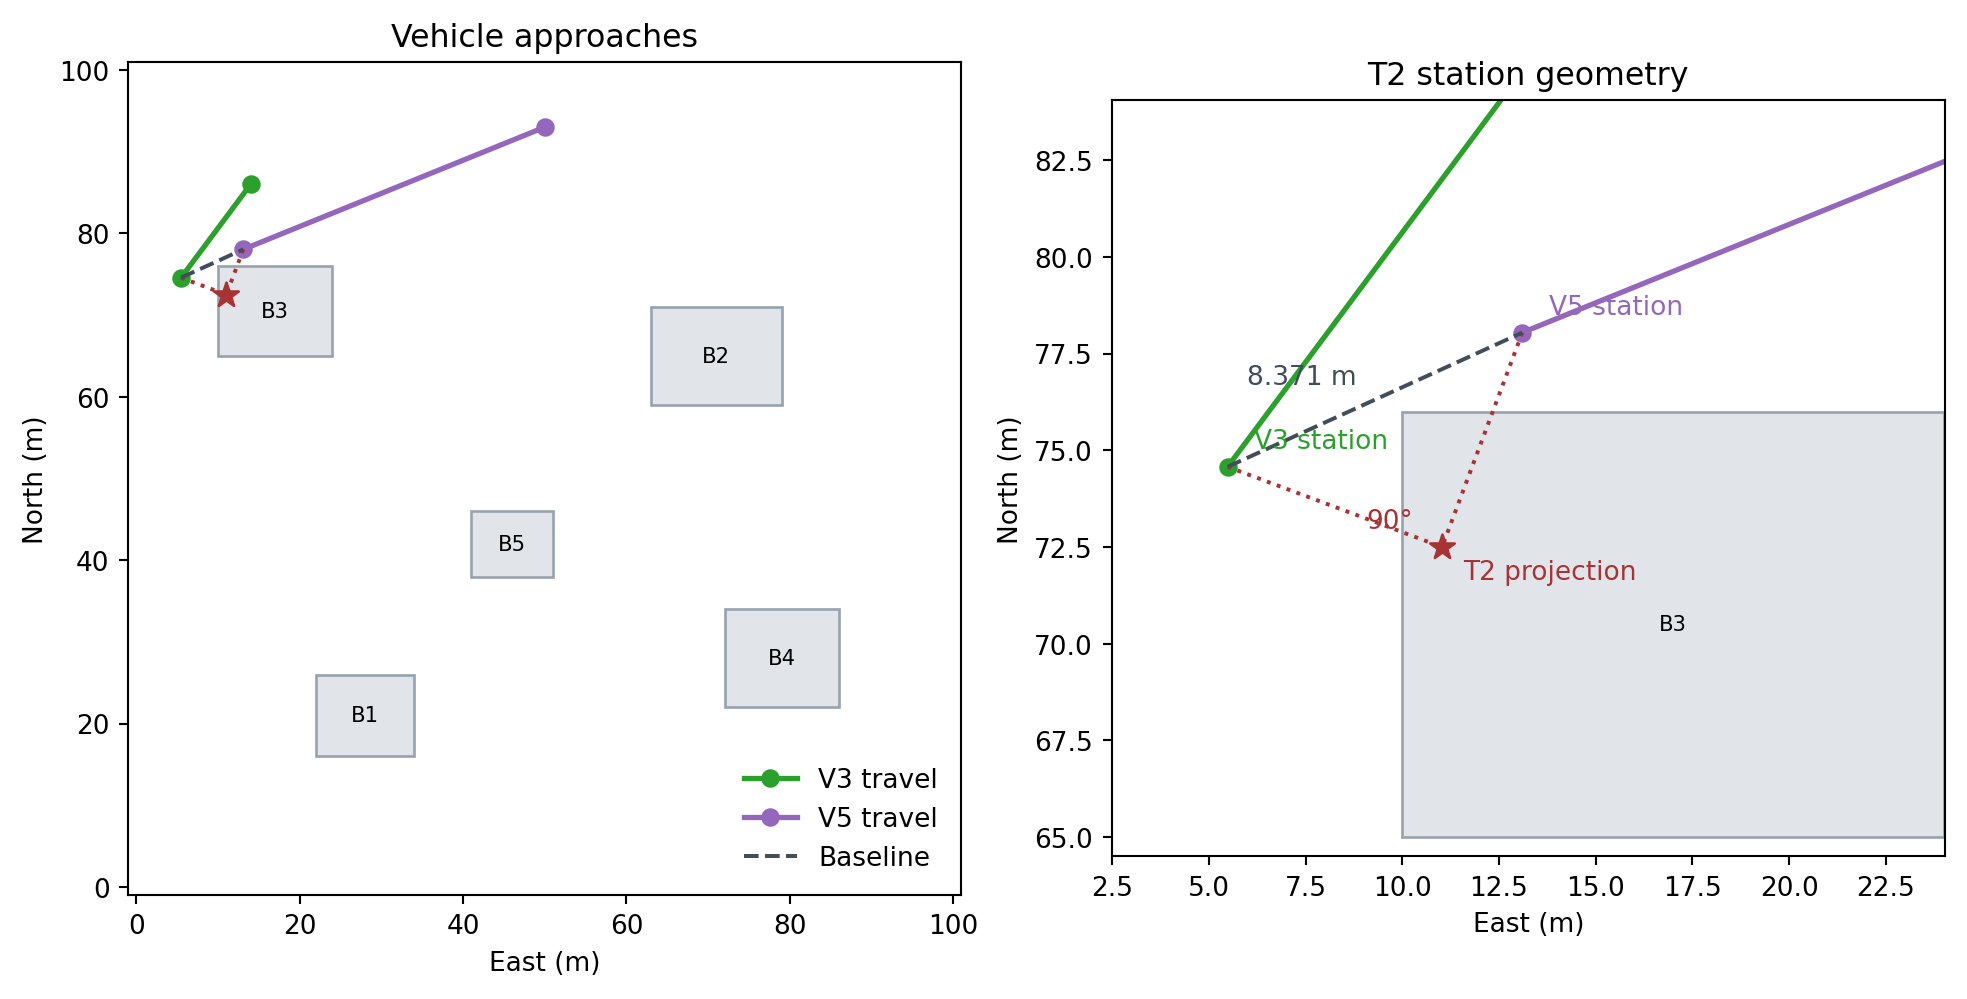 Vehicle approaches
100
80
60
40
20
0
North (m)
B3
B2
B5
B4
B1
V3 travel
V5 travel
Baseline
0
20
40
60
80
100
East (m)
T2 station geometry
82.5
80.0
77.5
75.0
72.5
70.0
67.5
65.0
North (m)
V5 station
8.371 m
V3 station
90°
T2 projection
B3
2.5
5.0
7.5
10.0
12.5
15.0
17.5
20.0
22.5
East (m)